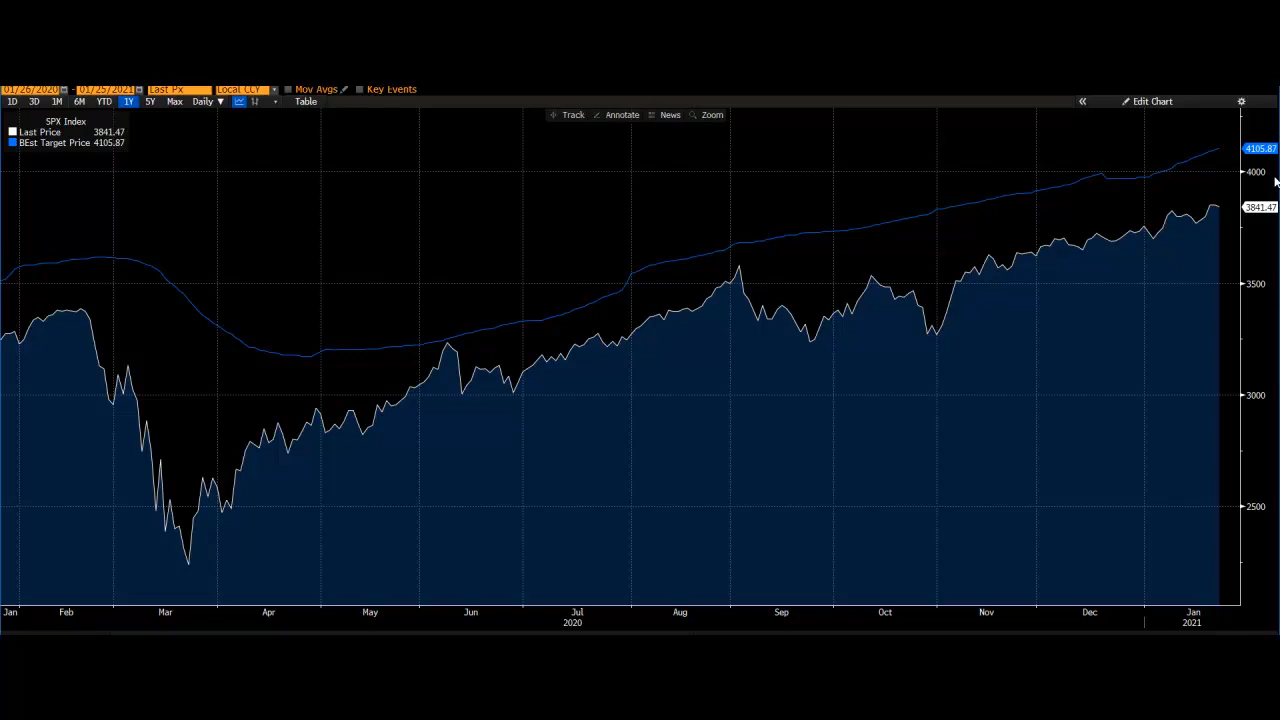 01/26/2020 - 01/25/2021 Last Px Local CCY Mov Avgs Key Events
1D 3D 1M 6M YTD 1Y 5Y Max Daily ▼ Table « Edit Chart
Track Annotate News Zoom
SPX Index
Last Price 3841.47
BEst Target Price 4105.87
4105.87
4000
3841.47
3500
3000
2500
Jan Feb Mar Apr May Jun Jul Aug Sep Oct Nov Dec Jan
2020 2021